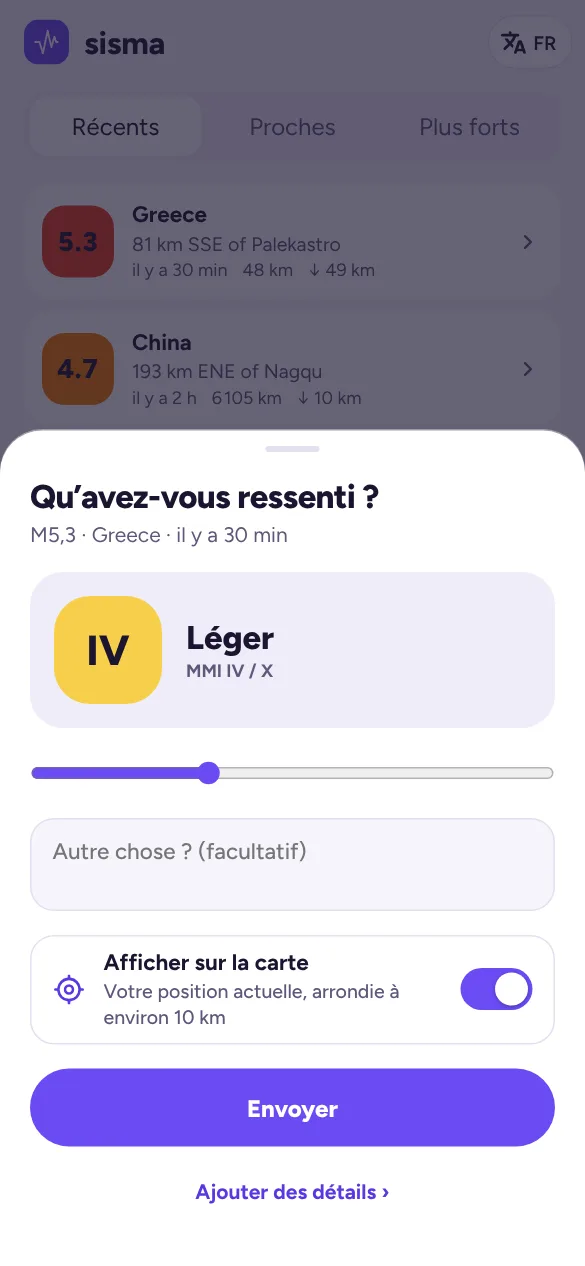 sisma
FR
Récents
Proches
Plus forts
5.3
Greece
81 km SSE of Palekastro
il y a 30 min 48 km ↓ 49 km
4.7
China
193 km ENE of Nagqu
il y a 2 h 6 105 km ↓ 10 km
Qu’avez-vous ressenti ?
M5,3 · Greece · il y a 30 min
IV
Léger
MMI IV / X
Autre chose ? (facultatif)
Afficher sur la carte
Votre position actuelle, arrondie à
environ 10 km
Envoyer
Ajouter des détails ›